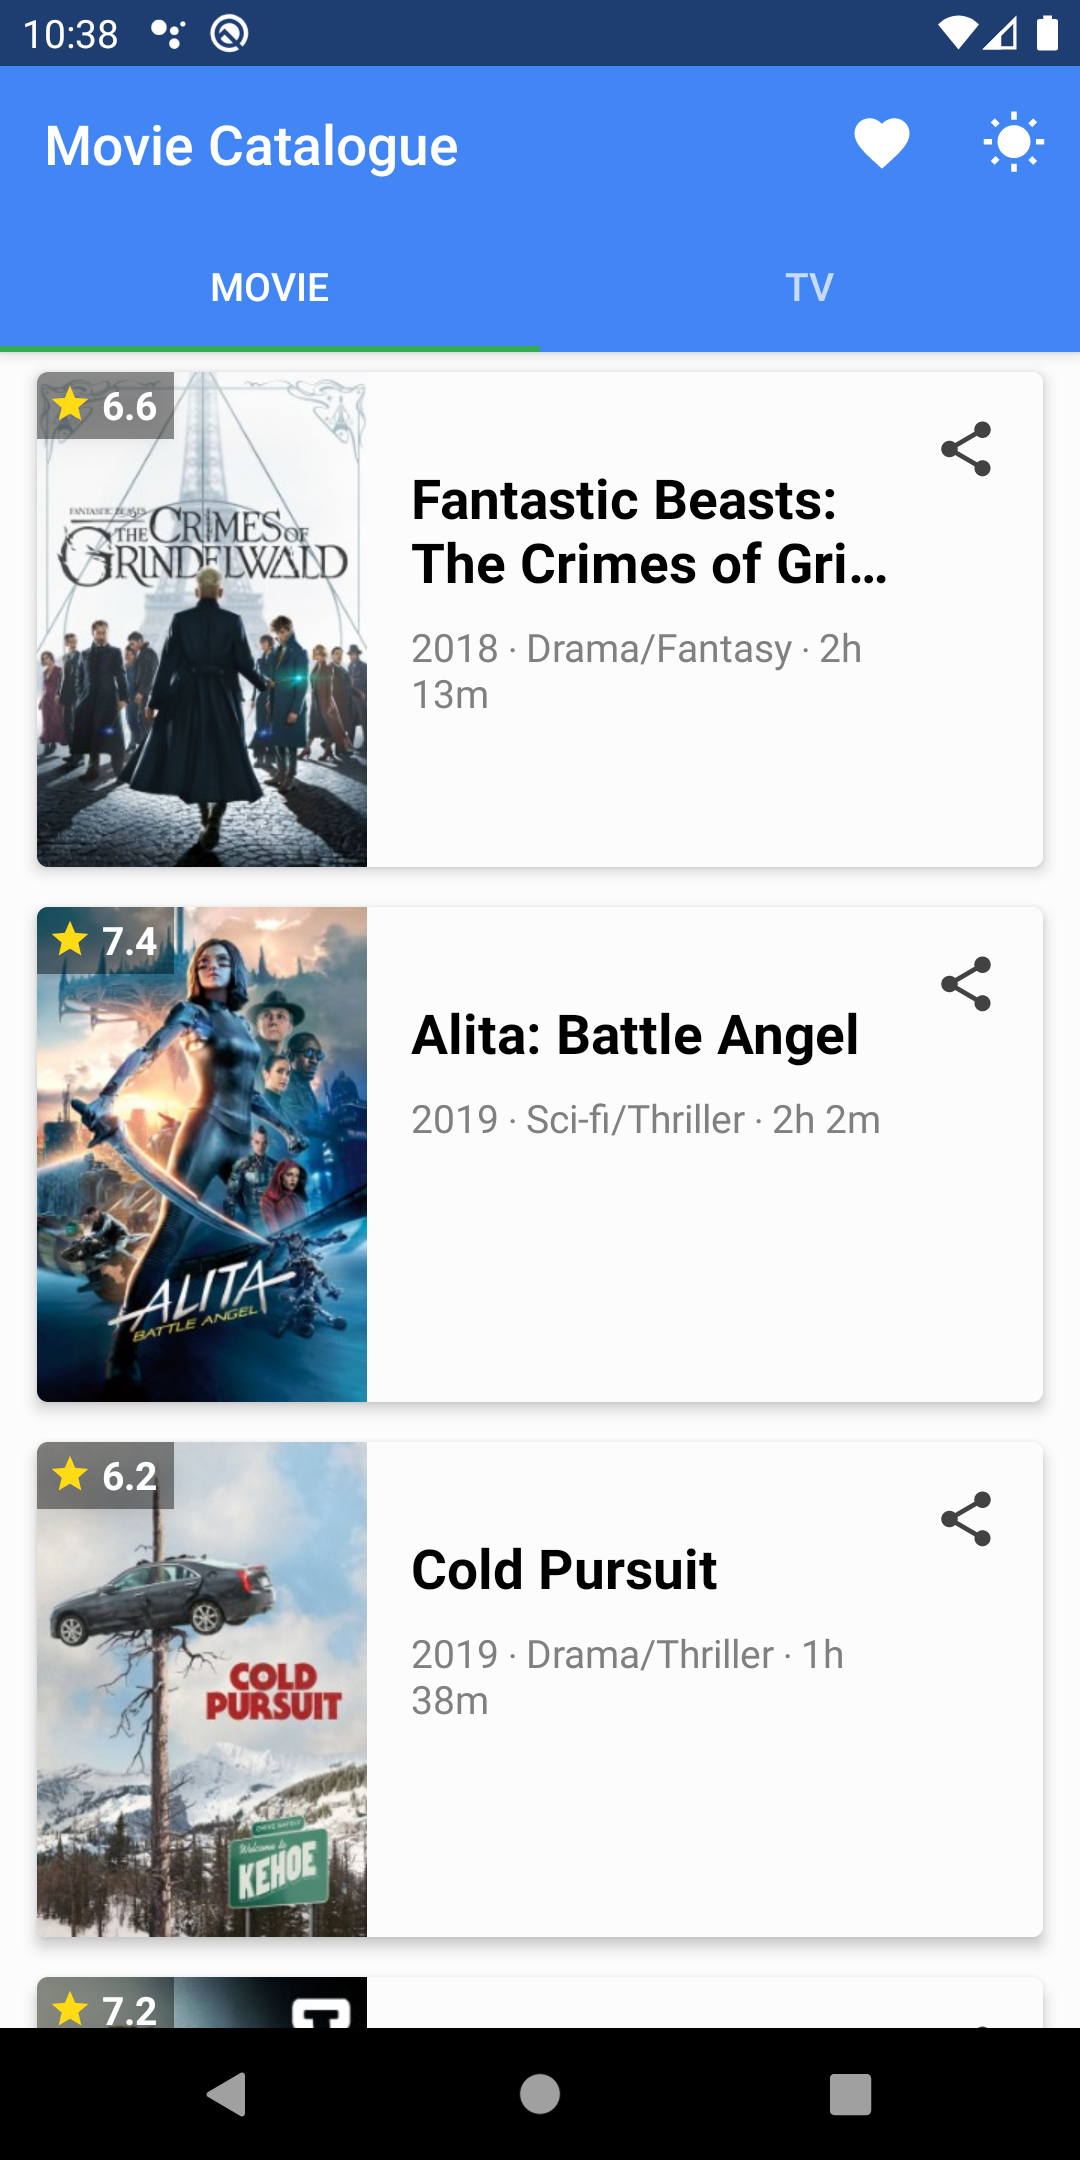 10:38
Movie Catalogue
MOVIE
TV
6.6
FANTASTIC BEASTS
THE CRIMES OF
GRINDELWALD
Fantastic Beasts:
The Crimes of Gri...
2018 · Drama/Fantasy · 2h
13m
7.4
ALITA
BATTLE ANGEL
Alita: Battle Angel
2019 · Sci-fi/Thriller · 2h 2m
6.2
COLD
PURSUIT
Welcome to
KEHOE
Cold Pursuit
2019 · Drama/Thriller · 1h
38m
7.2